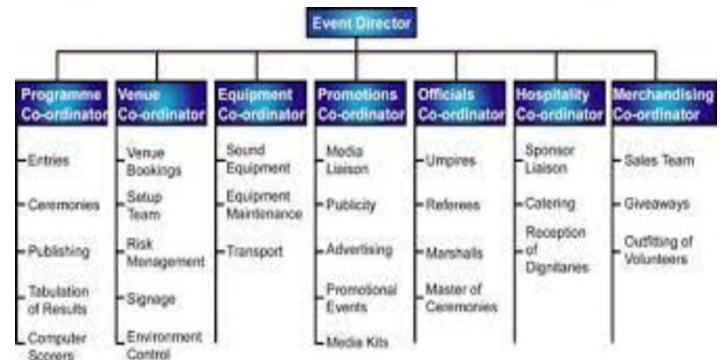 Event Director
Programme
Co-ordinator
Entries
Ceremonies
Publishing
Tabulation
of Results
Computer
Scorers
Venue
Co-ordinator
Venue
Bookings
Setup
Team
Risk
Management
Signage
Environment
Control
Equipment
Co-ordinator
Sound
Equipment
Equipment
Maintenance
Transport
Promotions
Co-ordinator
Media
Liaison
Publicity
Advertising
Promotional
Events
Media Kits
Officials
Co-ordinator
Umpires
Referees
Marshalls
Master of
Ceremonies
Hospitality
Co-ordinator
Sponsor
Liaison
Catering
Reception
of
Dignitaries
Merchandising
Co-ordinator
Sales Team
Giveaways
Outfitting of
Volunteers